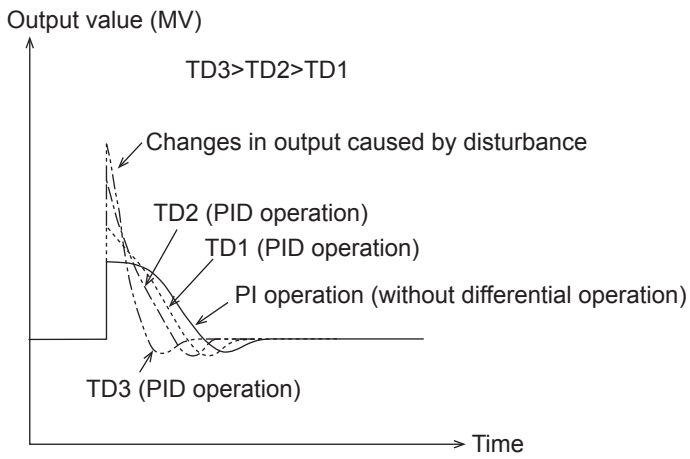 Output value (MV)
TD3>TD2>TD1
Changes in output caused by disturbance
TD2 (PID operation)
TD1 (PID operation)
PI operation (without differential operation)
TD3 (PID operation)
Time